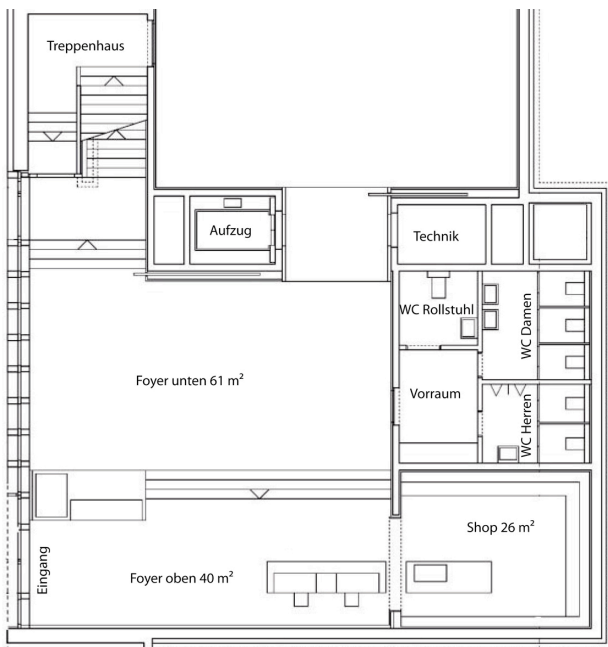 Treppenhaus
Aufzug
Technik
WC Rollstuhl
WC Damen
Foyer unten 61 m²
Vorraum
WC Herren
Shop 26 m²
Eingang
Foyer oben 40 m²